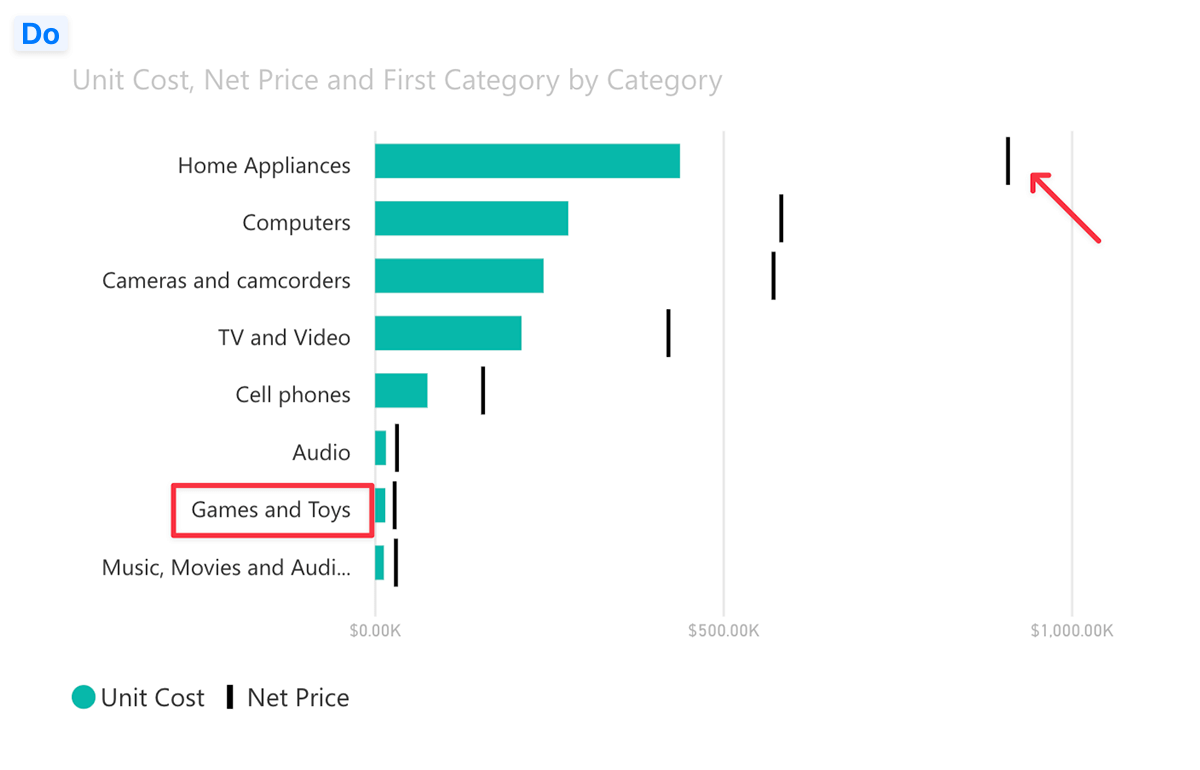 Do
Unit Cost, Net Price and First Category by Category
Home Appliances
Computers
Cameras and camcorders
TV and Video
Cell phones
Audio
Games and Toys
Music, Movies and Audi...
$0.00K $500.00K $1,000.00K
Unit Cost Net Price